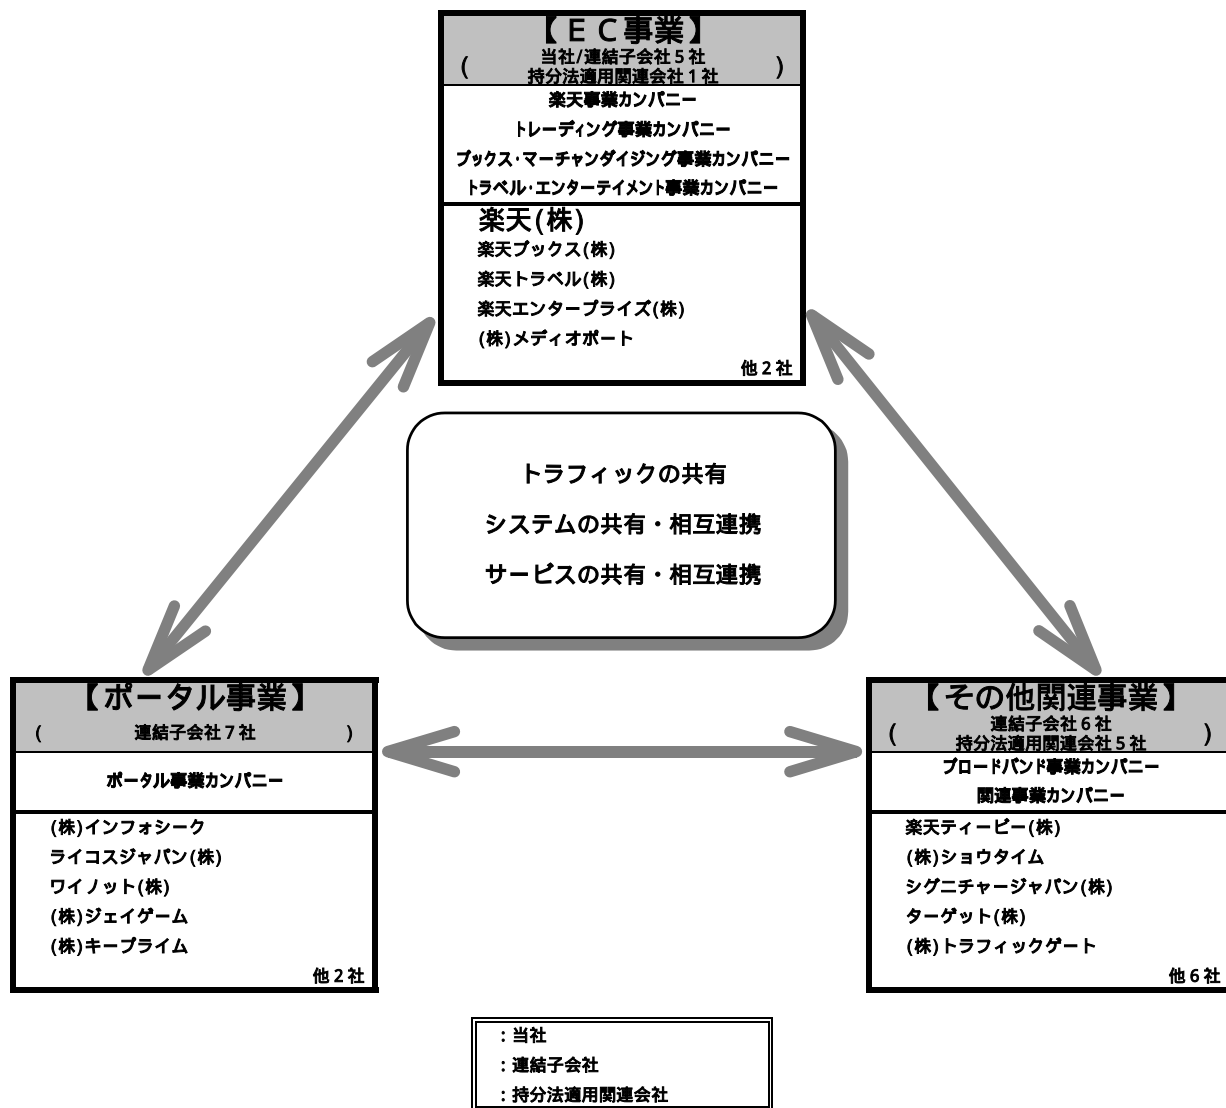 【ＥＣ事業】
当社/連結子会社５社
( 持分法適用関連会社１社 )
楽天事業カンパニー
トレーディング事業カンパニー
ブックス・マーチャンダイジング事業カンパニー
トラベル・エンターテイメント事業カンパニー
楽天(株)
楽天ブックス(株)
楽天トラベル(株)
楽天エンタープライズ(株)
(株)メディオポート
他２社
トラフィックの共有
システムの共有・相互連携
サービスの共有・相互連携
【ポータル事業】
( 連結子会社７社 )
ポータル事業カンパニー
(株)インフォシーク
ライコスジャパン(株)
ワイノット(株)
(株)ジェイゲーム
(株)キープライム
他２社
【その他関連事業】
連結子会社６社
( 持分法適用関連会社５社 )
ブロードバンド事業カンパニー
関連事業カンパニー
楽天ティービー(株)
(株)ショウタイム
シグニチャージャパン(株)
ターゲット(株)
(株)トラフィックゲート
他６社
：当社
：連結子会社
：持分法適用関連会社